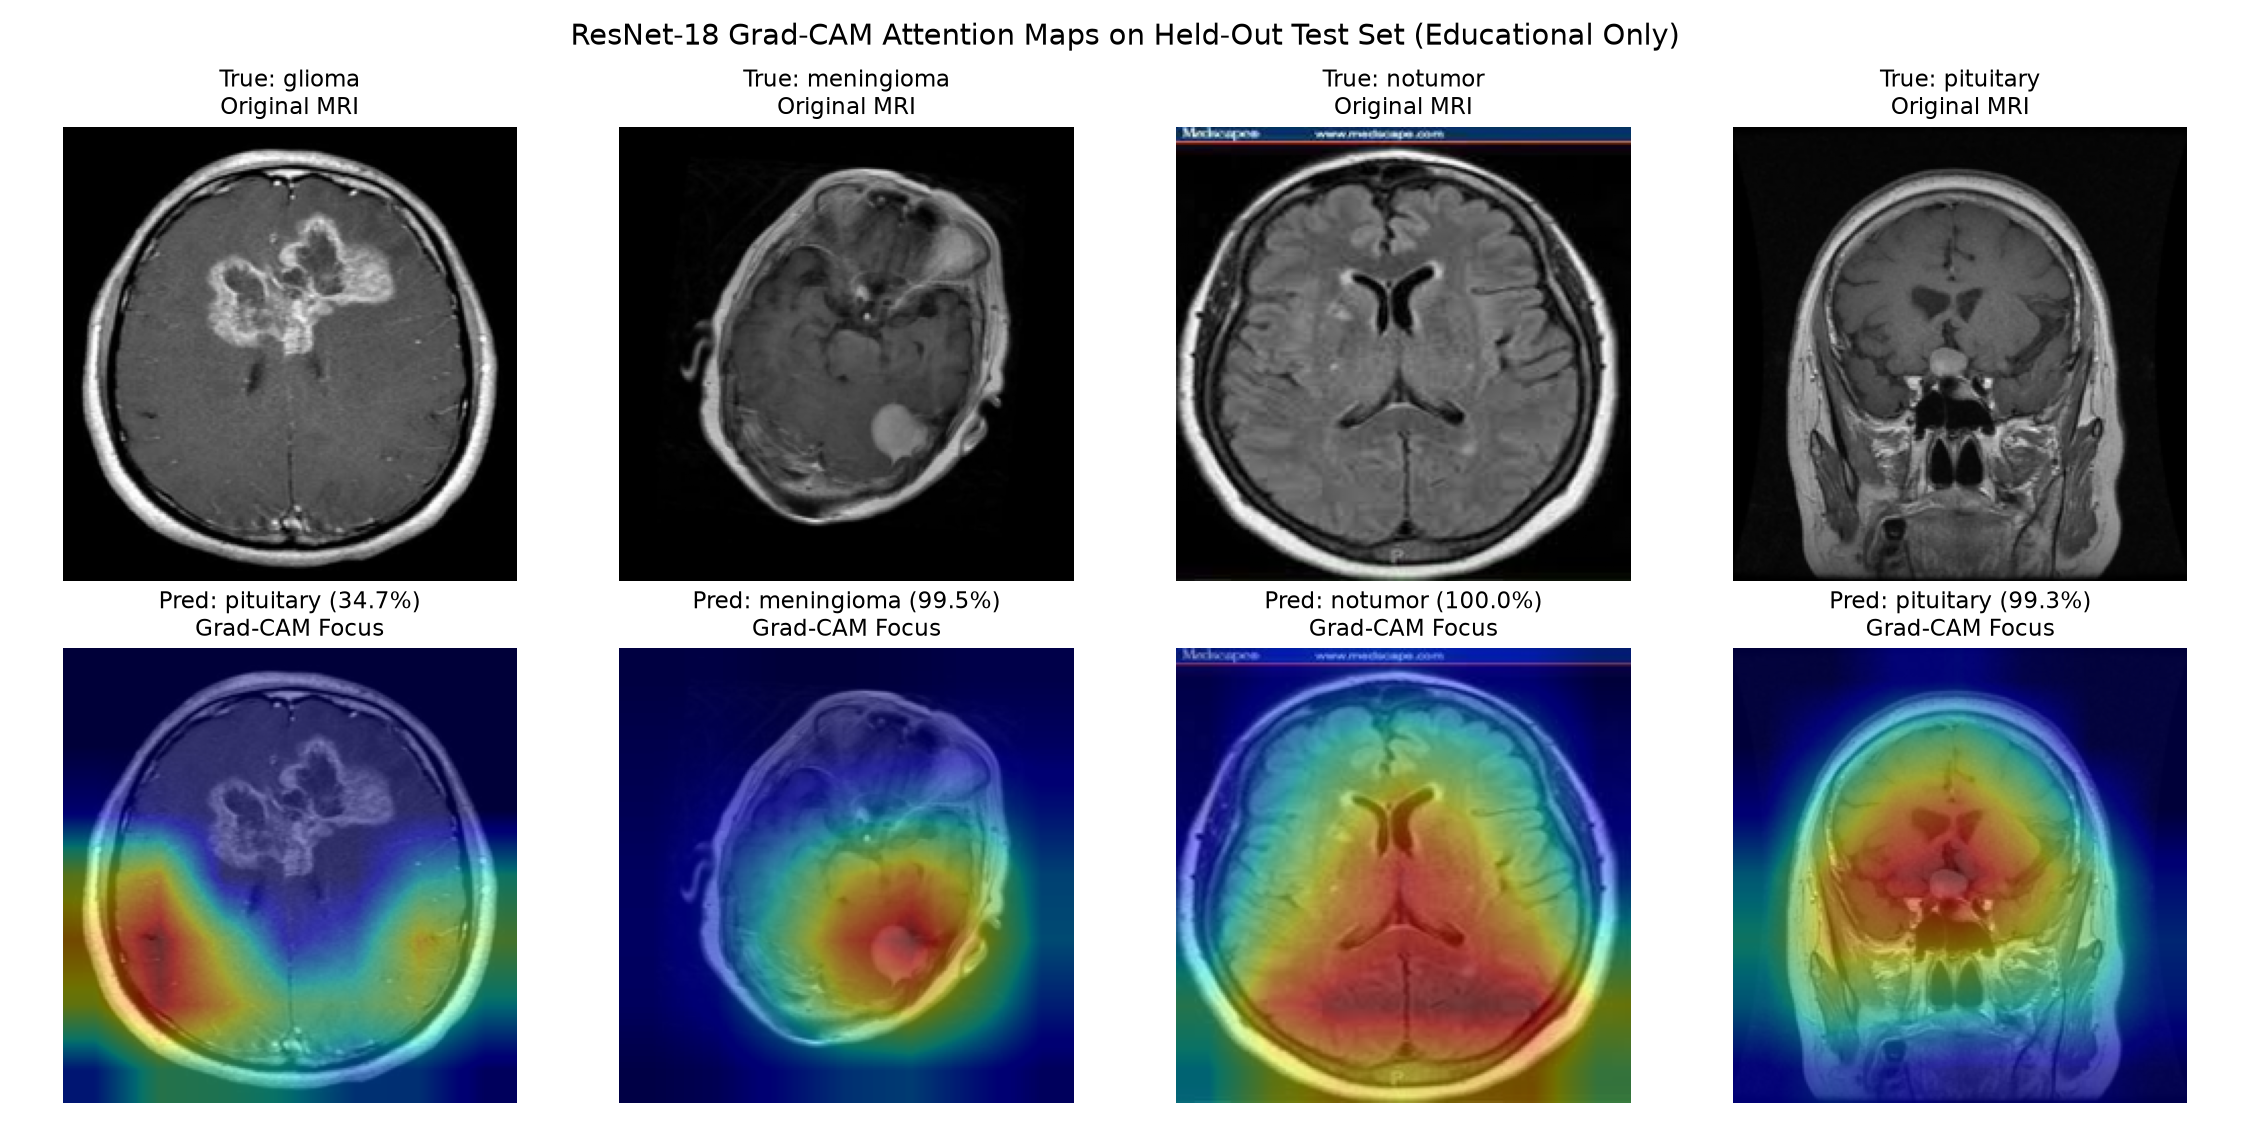 ResNet-18 Grad-CAM Attention Maps on Held-Out Test Set (Educational Only)
True: glioma
Original MRI
True: meningioma
Original MRI
True: notumor
Original MRI
True: pituitary
Original MRI
Medscape® www.medscape.com
P
Pred: pituitary (34.7%)
Grad-CAM Focus
Pred: meningioma (99.5%)
Grad-CAM Focus
Pred: notumor (100.0%)
Grad-CAM Focus
Pred: pituitary (99.3%)
Grad-CAM Focus
Medscape® www.medscape.com
P